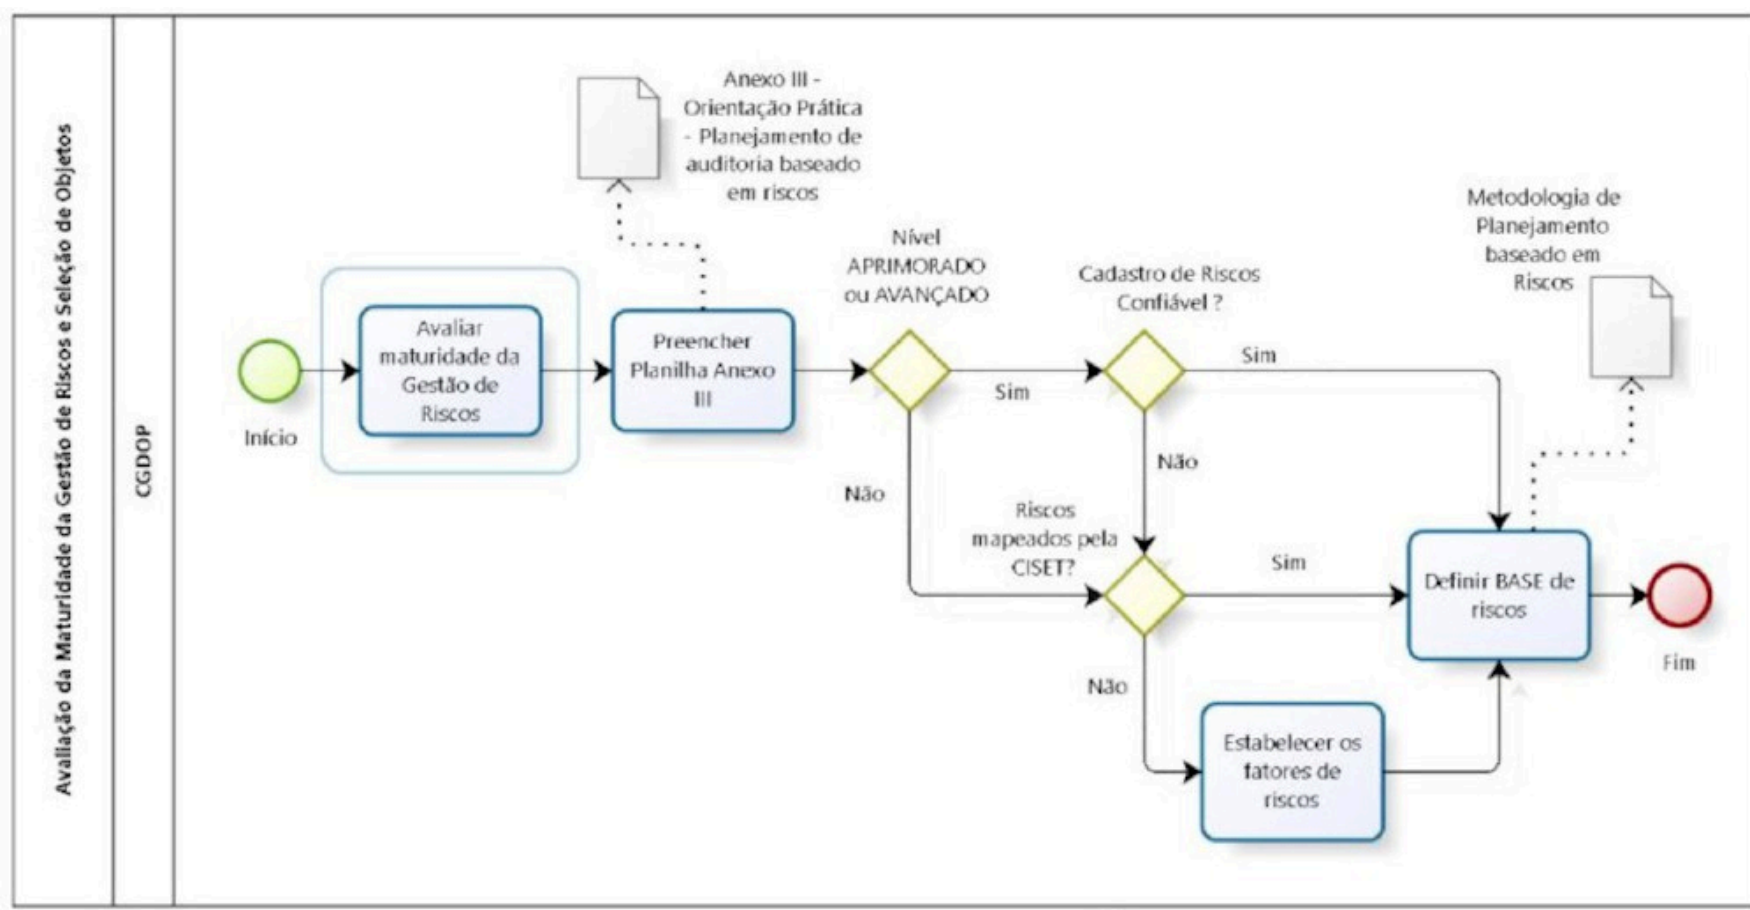 Avaliação da Maturidade da Gestão de Riscos e Seleção de Objetos
CGDOP
Início
Avaliar
maturidade da
Gestão de
Riscos
Anexo III -
Orientação Prática
- Planejamento de
auditoria baseado
em riscos
Preencher
Planilha Anexo
III
Nível
APRIMORADO
ou AVANÇADO
Sim
Não
Cadastro de Riscos
Confiável ?
Sim
Não
Riscos
mapeados pela
CISET?
Sim
Não
Estabelecer os
fatores de
riscos
Metodologia de
Planejamento
baseado em
Riscos
Definir BASE de
riscos
Fim